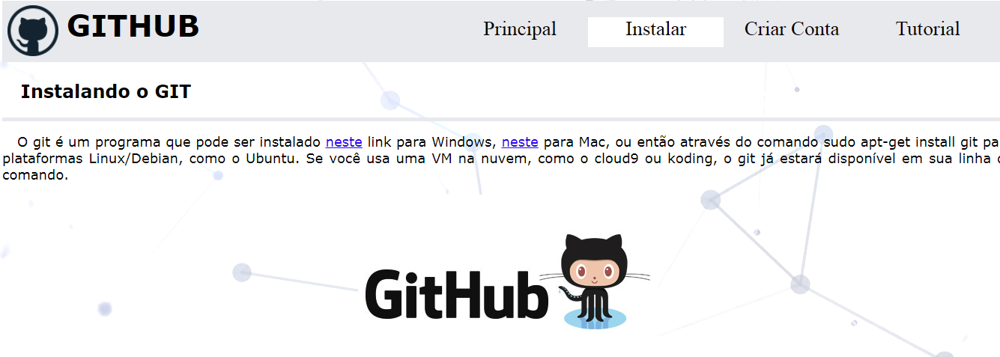 GITHUB
Principal Instalar Criar Conta Tutorial
Instalando o GIT
O git é um programa que pode ser instalado neste link para Windows, neste para Mac, ou então através do comando sudo apt-get install git pa
plataformas Linux/Debian, como o Ubuntu. Se você usa uma VM na nuvem, como o cloud9 ou koding, o git já estará disponível em sua linha
comando.
GitHub